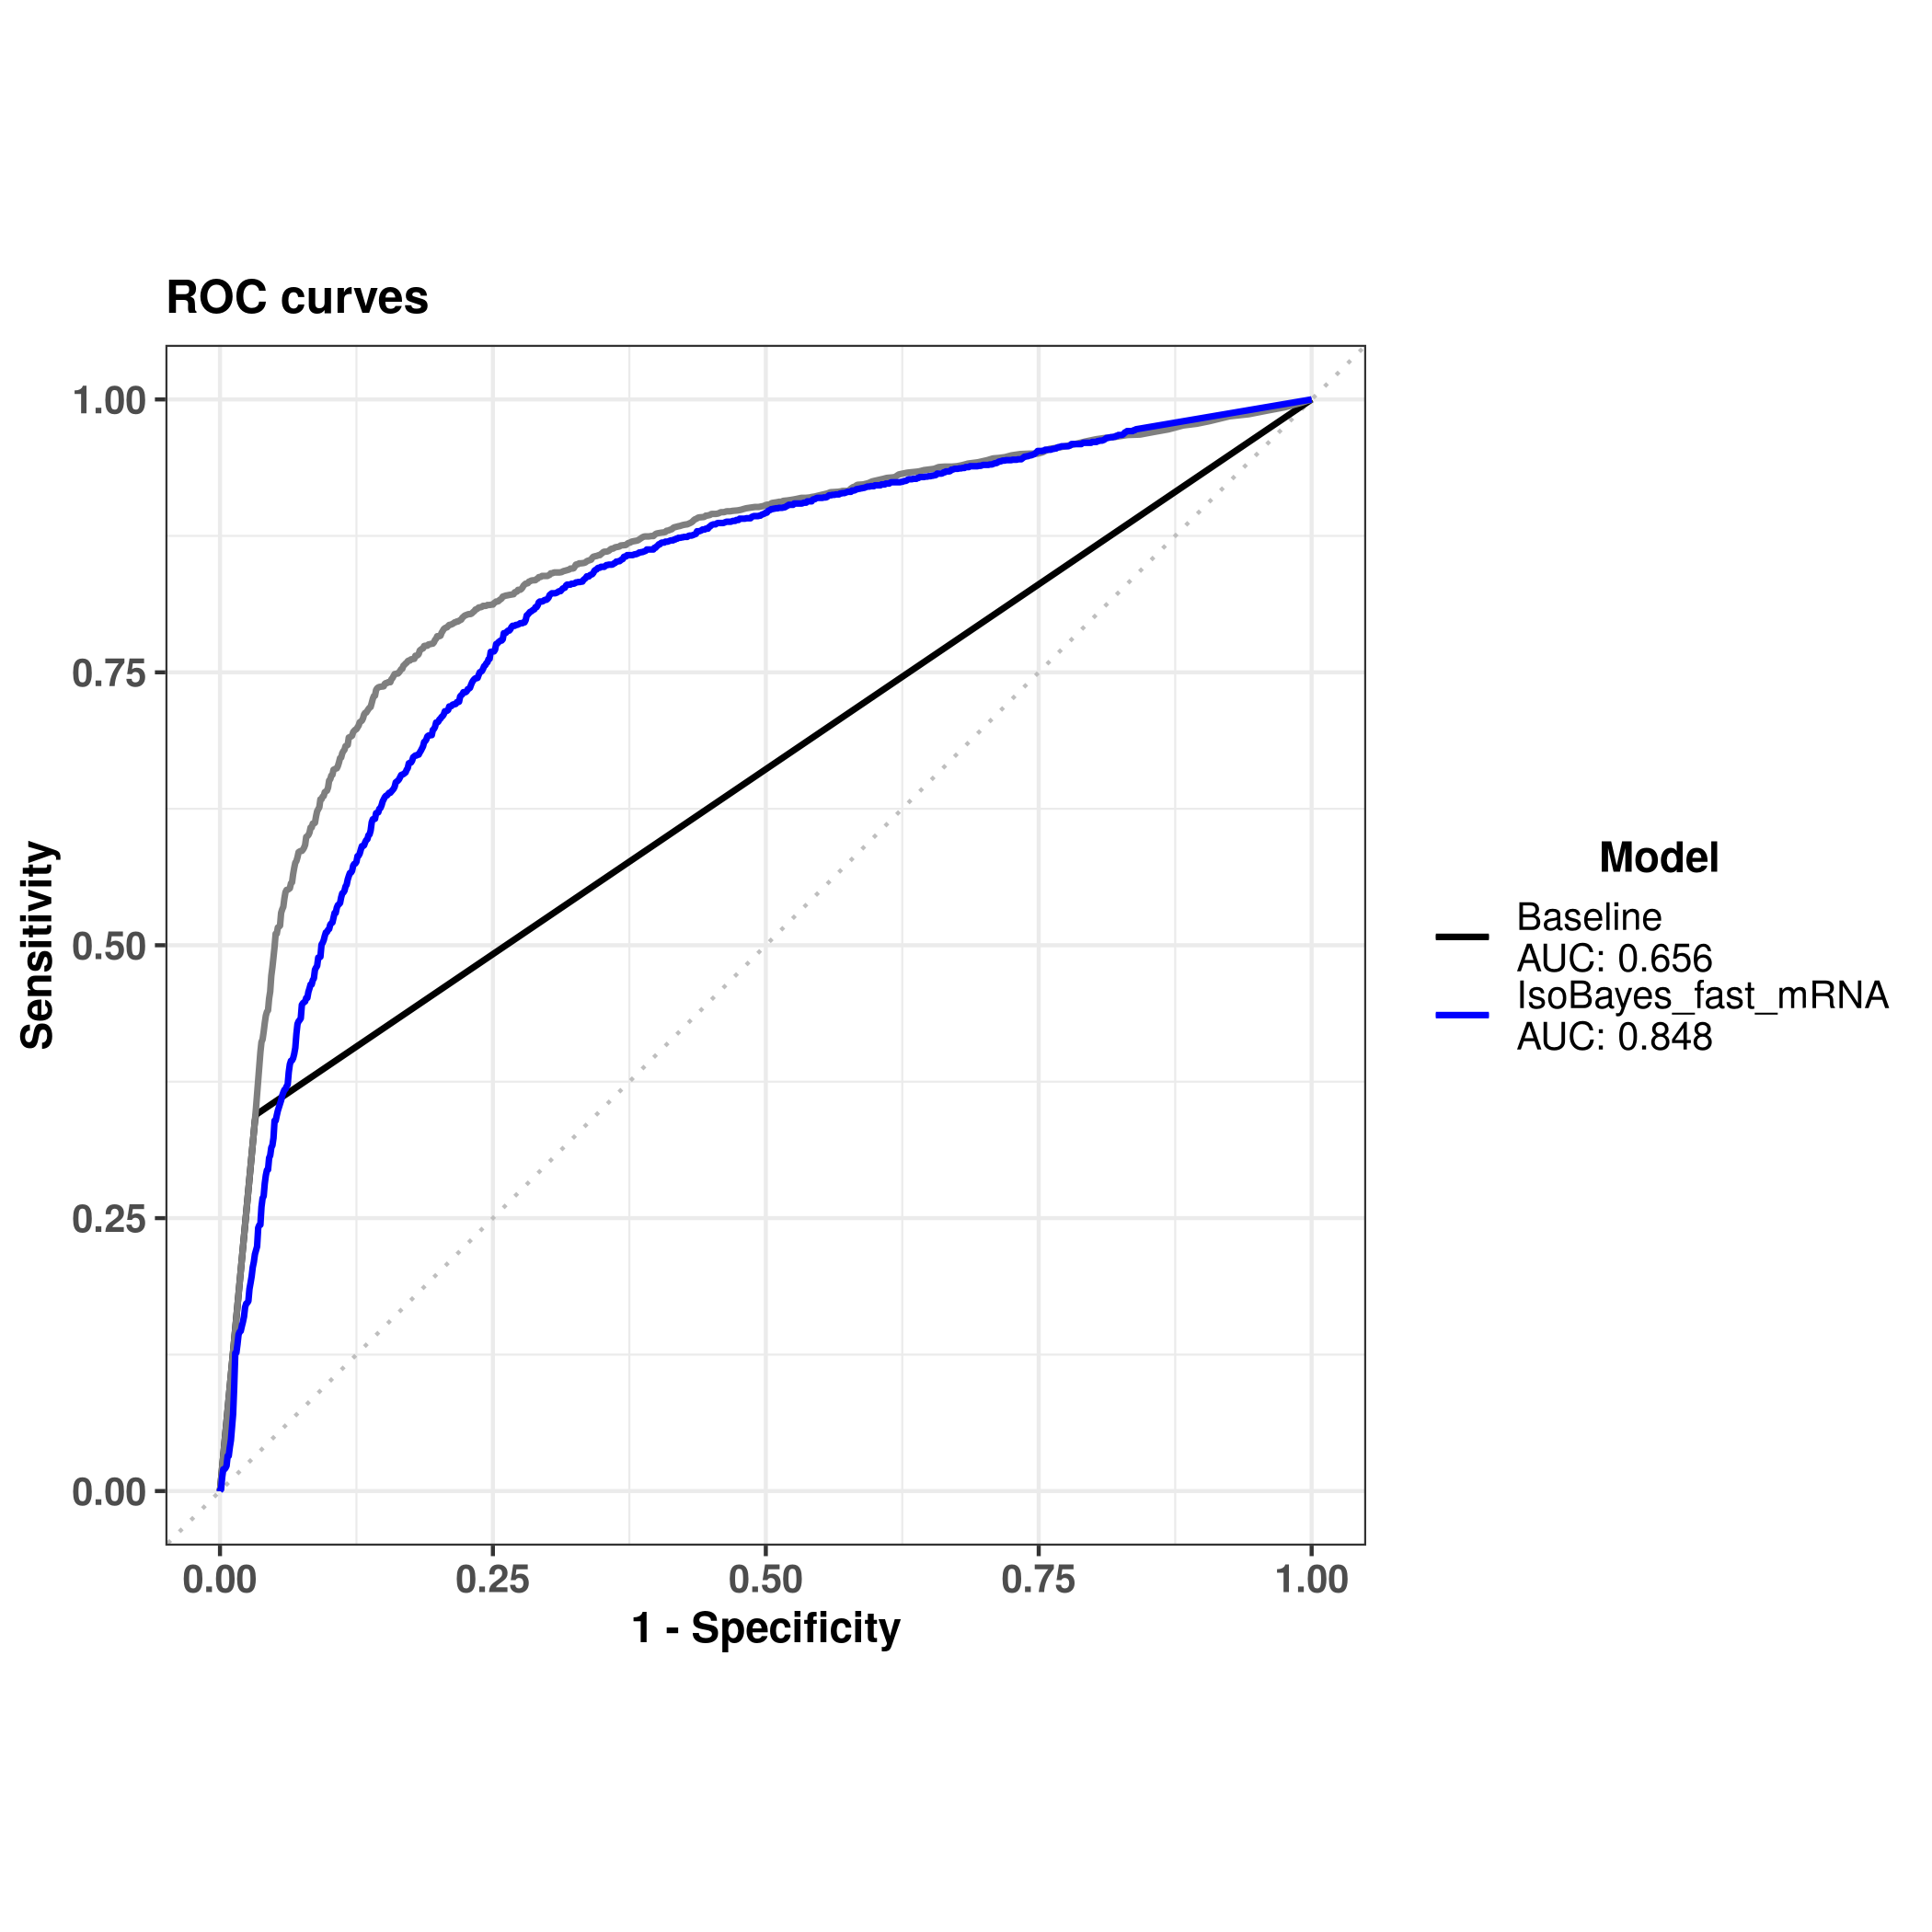 ROC curves
1.00
0.75
0.50
0.25
0.00
Sensitivity
0.00 0.25 0.50 0.75 1.00
1 - Specificity
Model
Baseline
AUC: 0.656
IsoBayes_fast_mRNA
AUC: 0.848